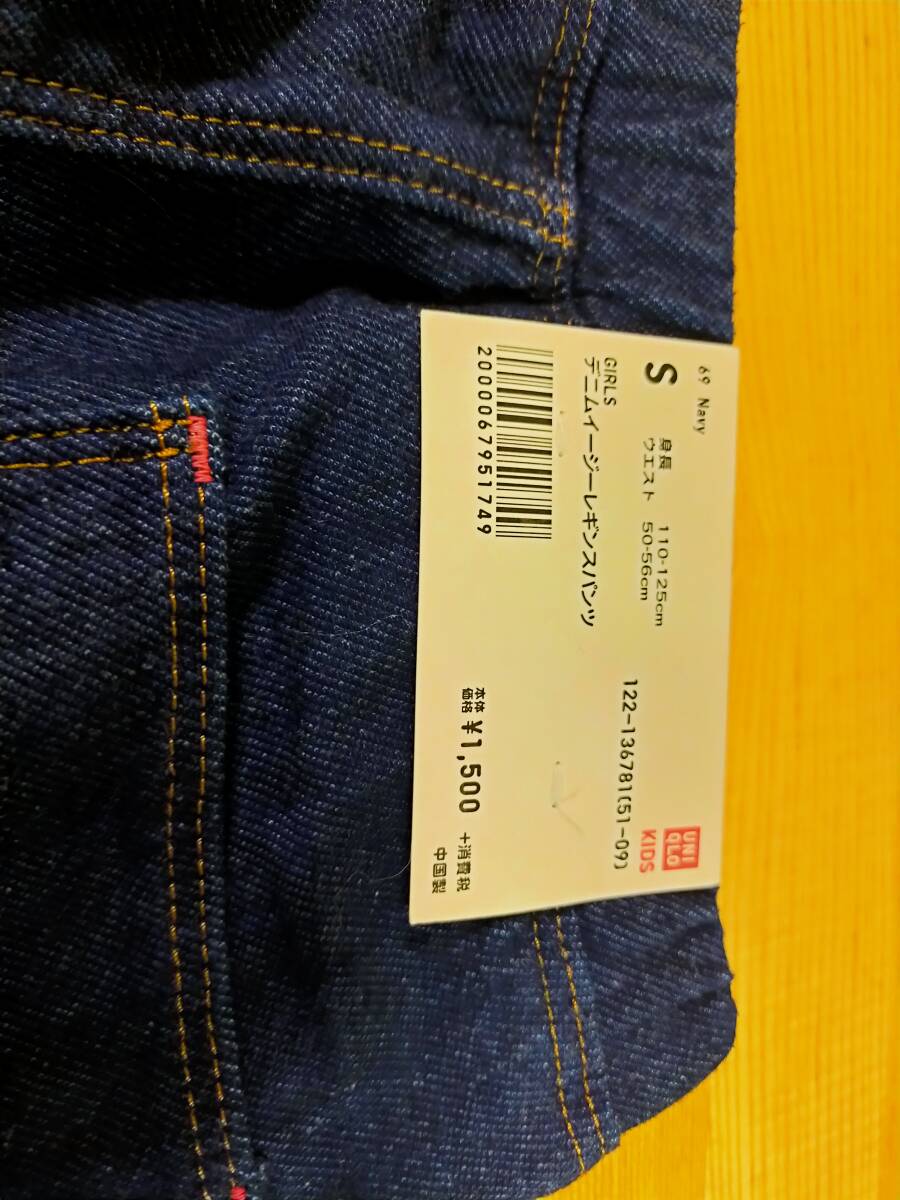 69 Navy
S
身長 110-125cm
ウエスト 50-56cm
122-136781(51-09)
UNI
QLO
KIDS
GIRLS
デニムイージーレギンスパンツ
2000067951749
本体
価格 ¥1,500 +消費税
中国製